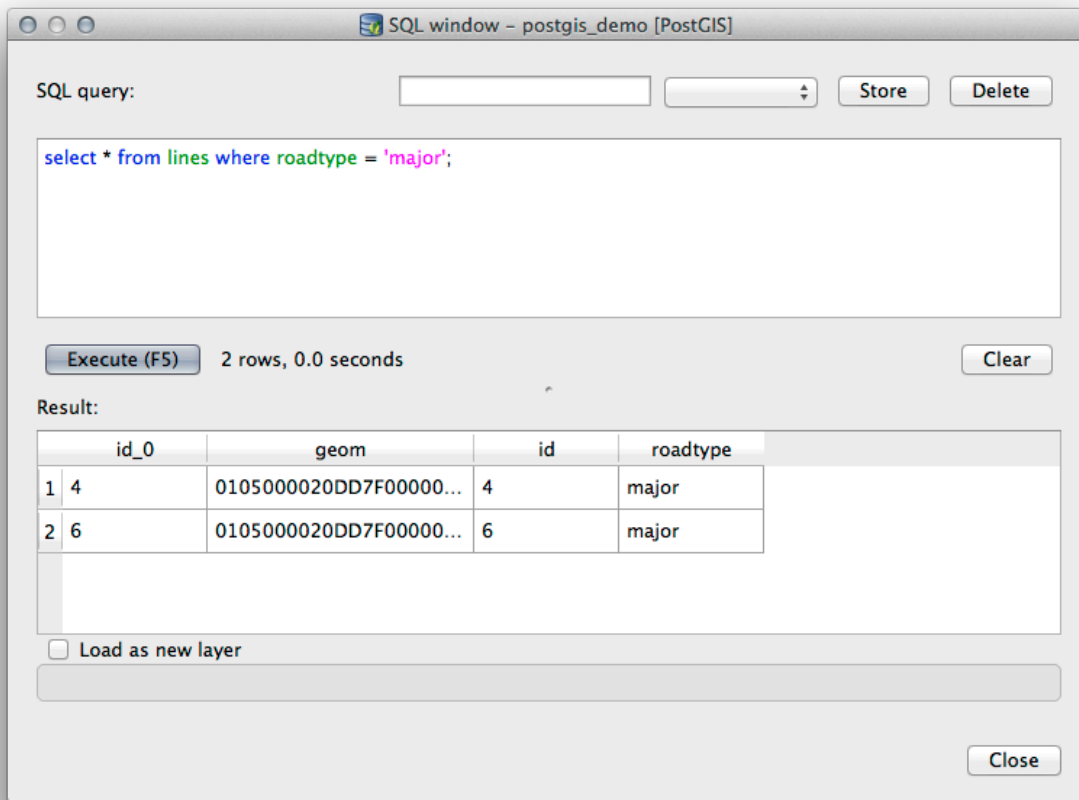 SQL window - postgis_demo [PostGIS]
SQL query:
Store
Delete
select * from lines where roadtype = 'major';
Execute (F5)
2 rows, 0.0 seconds
Clear
Result:
id_0 geom id roadtype
1 4 0105000020DD7F00000... 4 major
2 6 0105000020DD7F00000... 6 major
Load as new layer
Close